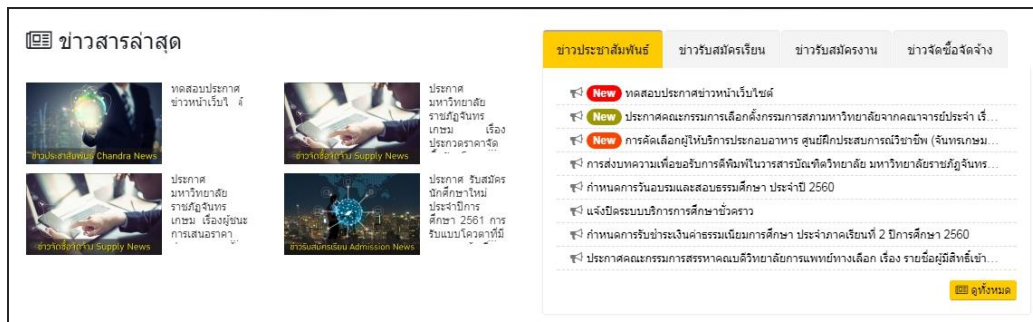 ข่าวสารล่าสุด
ทดสอบประกาศ
ข่าวหน้าเว็บไ ต์
ข่าวประชาสัมพันธ์ Chandra News
ประกาศ
มหาวิทยาลัย
ราชภัฏจันทร
เกษม เรื่อง
ประกวดราคาจัด
ข่าวจัดซื้อจัดจ้าง Supply News
ประกาศ
มหาวิทยาลัย
ราชภัฏจันทร
เกษม เรื่องผู้ชนะ
การเสนอราคา
ข่าวจัดซื้อจัดจ้าง Supply News
ประกาศ รับสมัคร
นักศึกษาใหม่
ประจำปีการ
ศึกษา 2561 การ
รับแบบโควตาที่มี
ข่าวรับสมัครเรียน Admission News
ข่าวประชาสัมพันธ์ ข่าวรับสมัครเรียน ข่าวรับสมัครงาน ข่าวจัดซื้อจัดจ้าง
New ทดสอบประกาศข่าวหน้าเว็บไซต์
New ประกาศคณะกรรมการเลือกตั้งกรรมการสภามหาวิทยาลัยจากคณาจารย์ประจำ เรื่...
New การคัดเลือกผู้ให้บริการประกอบอาหาร ศูนย์ฝึกประสบการณ์วิชาชีพ (จันทรเกษม...
การส่งบทความเพื่อขอรับการตีพิมพ์ในวารสารบัณฑิตวิทยาลัย มหาวิทยาลัยราชภัฏจันทร...
กำหนดการวันอบรมและสอบธรรมศึกษา ประจำปี 2560
แจ้งปิดระบบบริการการศึกษาชั่วคราว
กำหนดการรับชำระเงินค่าธรรมเนียมการศึกษา ประจำภาคเรียนที่ 2 ปีการศึกษา 2560
ประกาศคณะกรรมการสรรหาคณบดีวิทยาลัยการแพทย์ทางเลือก เรื่อง รายชื่อผู้มีสิทธิ์เข้า...
ดูทั้งหมด